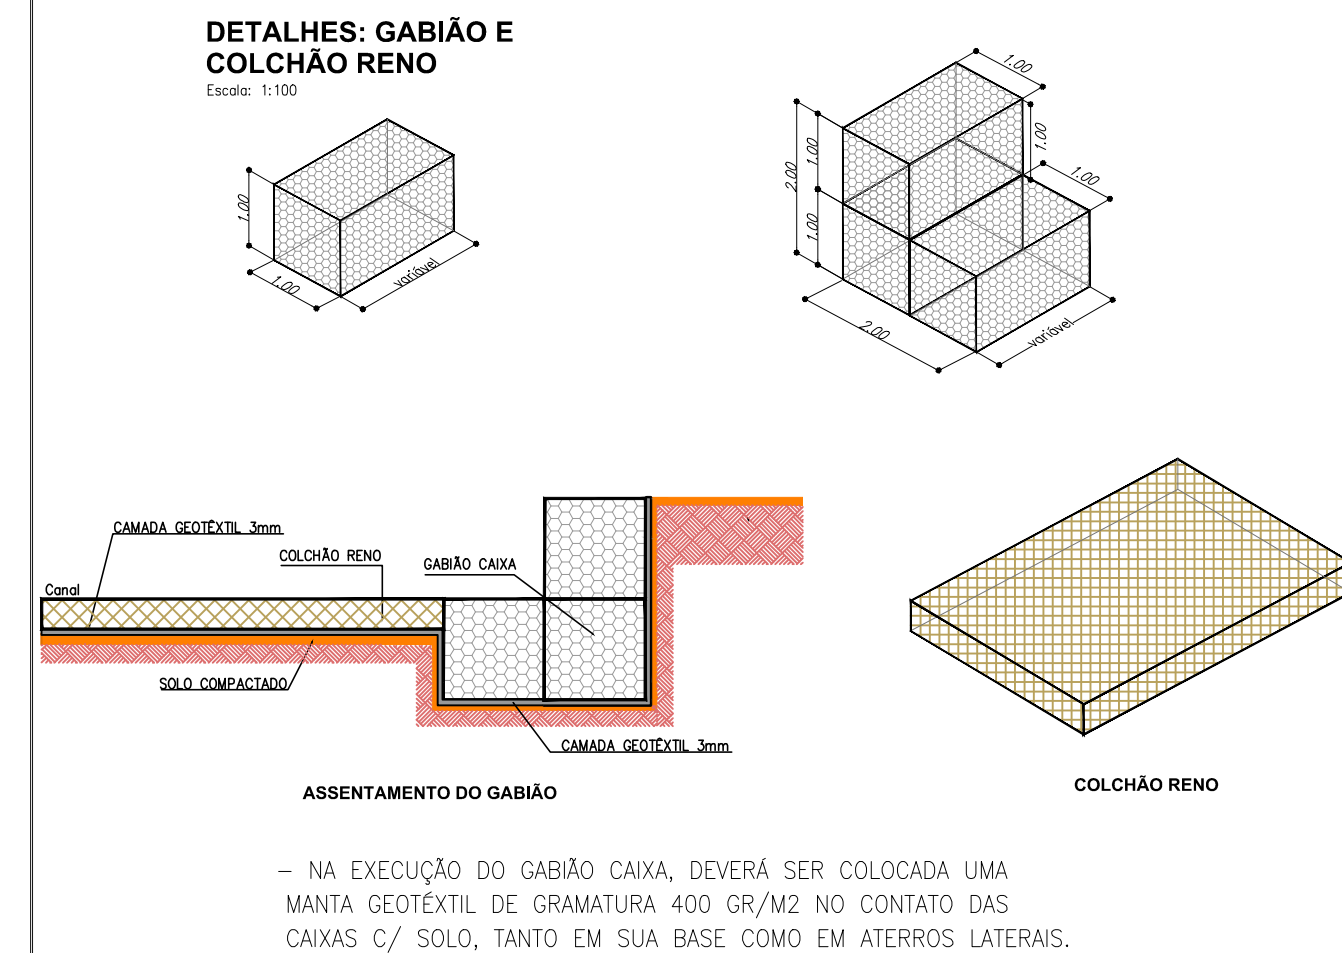 DETALHES: GABIÃO E
COLCHÃO RENO
Escala: 1:100
1.00
1.00
variável
1.00
1.00
1.00
2.00
1.00
1.00
2.00
variável
CAMADA GEOTÊXTIL 3mm
COLCHÃO RENO
GABIÃO CAIXA
Canal
SOLO COMPACTADO
CAMADA GEOTÊXTIL 3mm
ASSENTAMENTO DO GABIÃO
COLCHÃO RENO
– NA EXECUÇÃO DO GABIÃO CAIXA, DEVERÁ SER COLOCADA UMA
MANTA GEOTÉXTIL DE GRAMATURA 400 GR/M2 NO CONTATO DAS
CAIXAS C/ SOLO, TANTO EM SUA BASE COMO EM ATERROS LATERAIS.